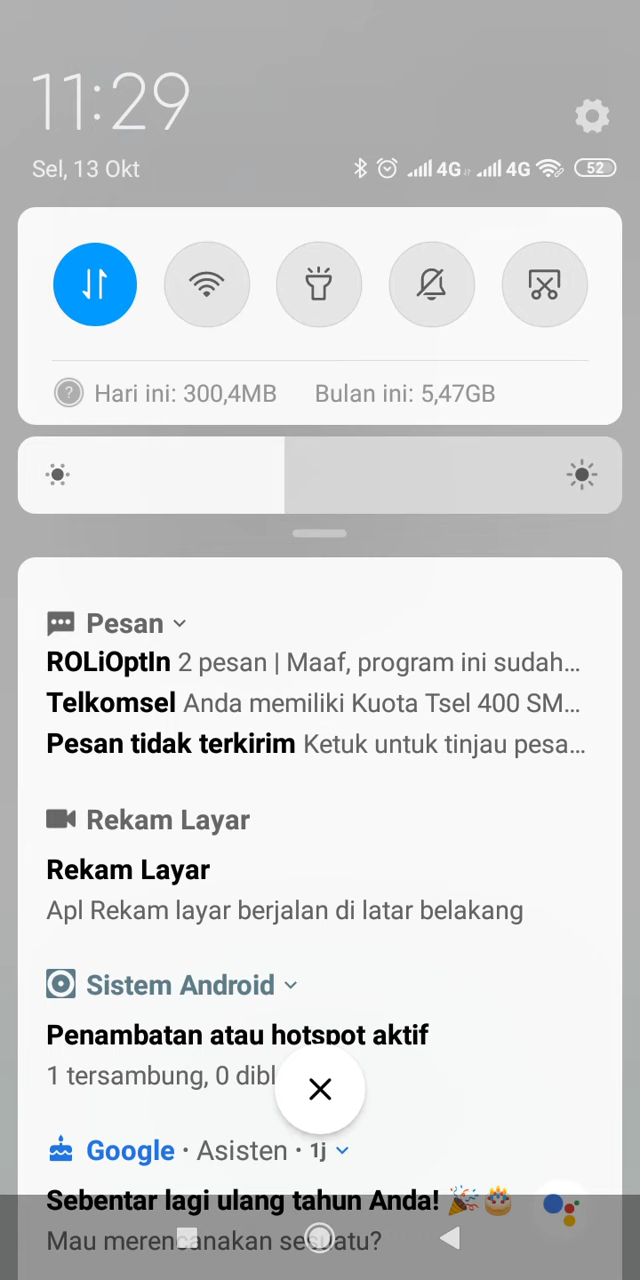 11:29
Sel, 13 Okt
4G 4G 52
Hari ini: 300,4MB Bulan ini: 5,47GB
Pesan
ROLiOptIn 2 pesan | Maaf, program ini sudah...
Telkomsel Anda memiliki Kuota Tsel 400 SM...
Pesan tidak terkirim Ketuk untuk tinjau pesa...
Rekam Layar
Rekam Layar
Apl Rekam layar berjalan di latar belakang
Sistem Android
Penambatan atau hotspot aktif
1 tersambung, 0 dibl
Google · Asisten · 1j
Sebentar lagi ulang tahun Anda! 🎉🎂
Mau merencanakan sesuatu?